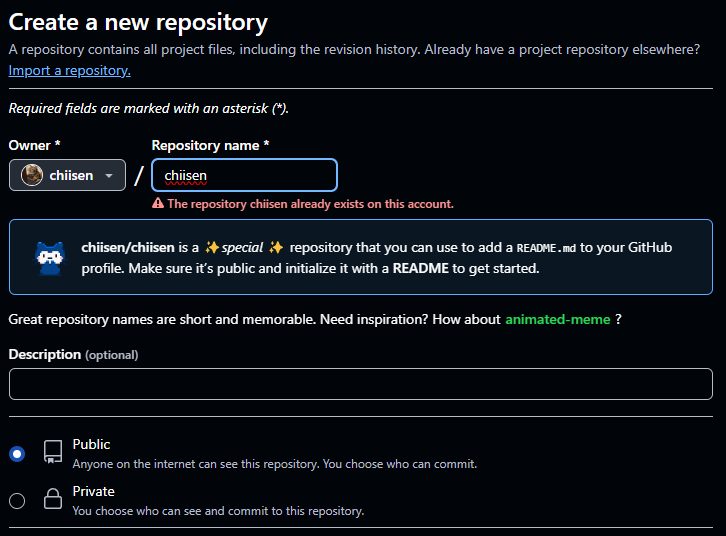 Create a new repository
A repository contains all project files, including the revision history. Already have a project repository elsewhere?
Import a repository.
Required fields are marked with an asterisk (*).
Owner * Repository name *
chiisen / chiisen
The repository chiisen already exists on this account.
chiisen/chiisen is a ✨special ✨ repository that you can use to add a README.md to your GitHub
profile. Make sure it’s public and initialize it with a README to get started.
Great repository names are short and memorable. Need inspiration? How about animated-meme ?
Description (optional)
Public
Anyone on the internet can see this repository. You choose who can commit.
Private
You choose who can see and commit to this repository.